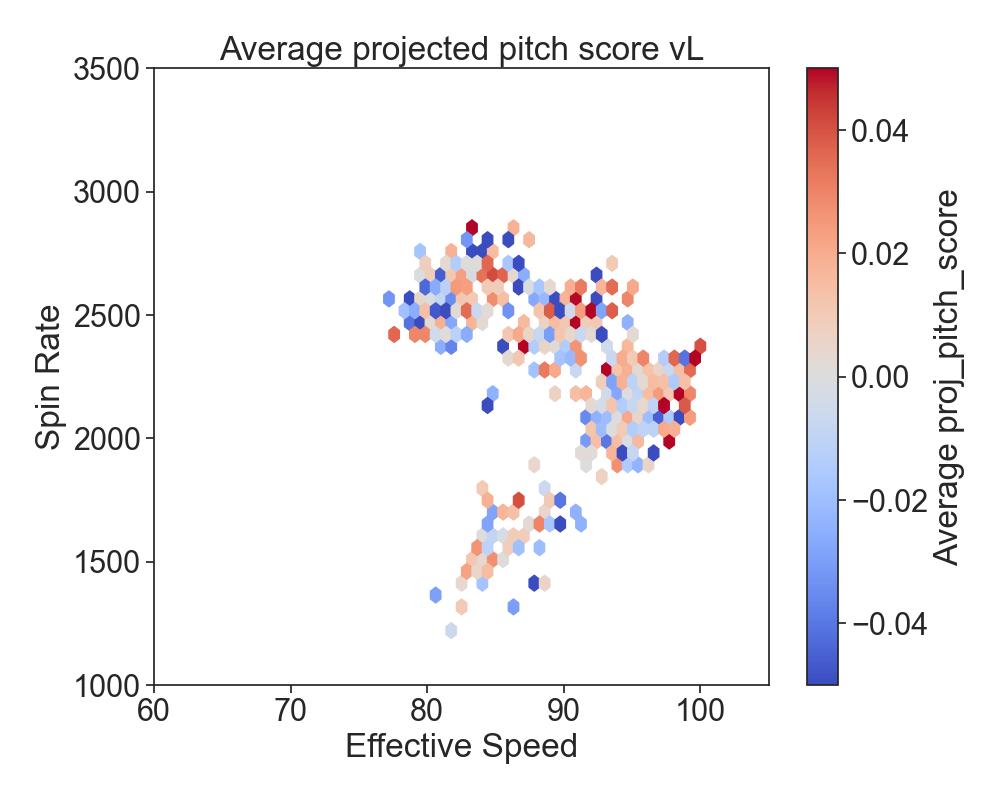 Average projected pitch score vL
3500
3000
2500
2000
1500
1000
Spin Rate
60 70 80 90 100
Effective Speed
0.04
0.02
0.00
−0.02
−0.04
Average proj_pitch_score